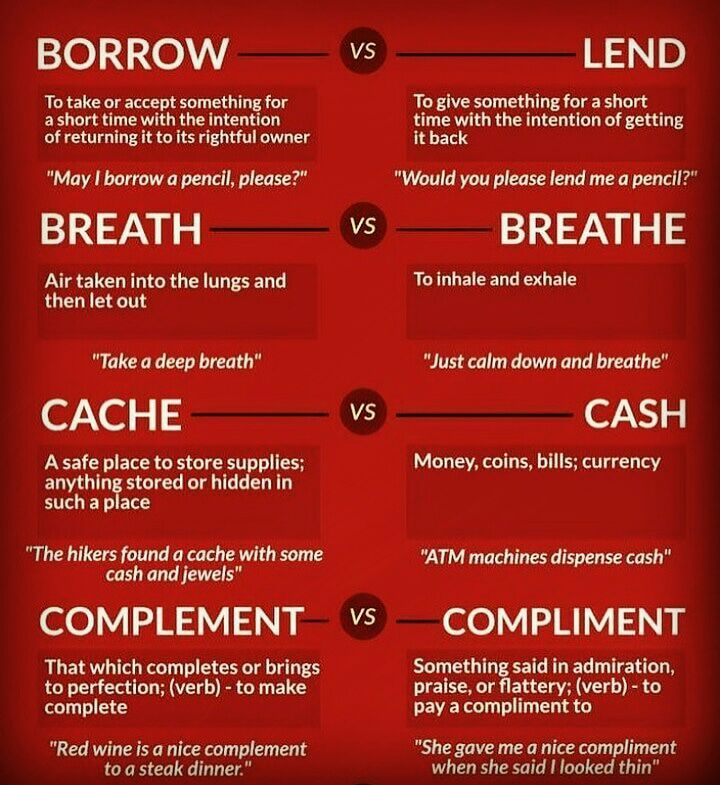 BORROW VS LEND
To take or accept something for
a short time with the intention
of returning it to its rightful owner
"May I borrow a pencil, please?"
To give something for a short
time with the intention of getting
it back
"Would you please lend me a pencil?"
BREATH VS BREATHE
Air taken into the lungs and
then let out
"Take a deep breath"
To inhale and exhale
"Just calm down and breathe"
CACHE VS CASH
A safe place to store supplies;
anything stored or hidden in
such a place
"The hikers found a cache with some
cash and jewels"
Money, coins, bills; currency
"ATM machines dispense cash"
COMPLEMENT VS COMPLIMENT
That which completes or brings
to perfection; (verb) - to make
complete
"Red wine is a nice complement
to a steak dinner."
Something said in admiration,
praise, or flattery; (verb) - to
pay a compliment to
"She gave me a nice compliment
when she said I looked thin"